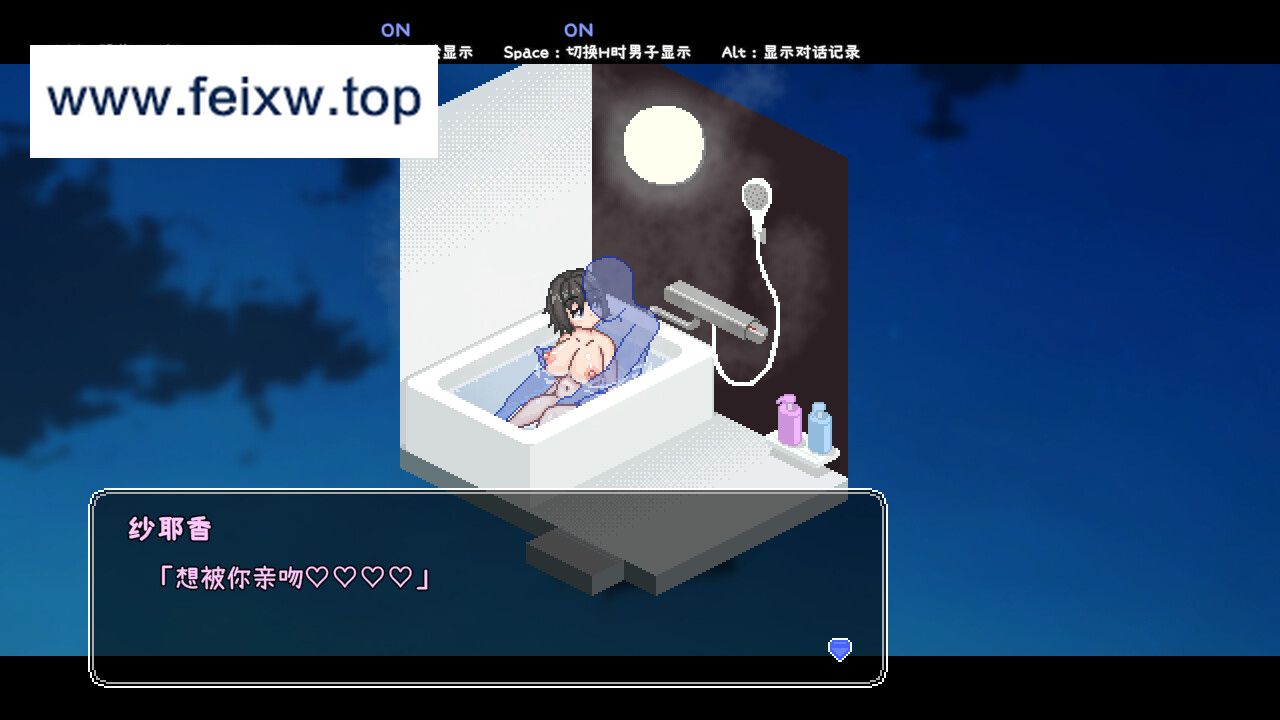 ON
ON
显示
Space：切换H时男子显示
Alt：显示对话记录
www.feixw.top
纱耶香
「想被你亲吻♡♡♡♡」